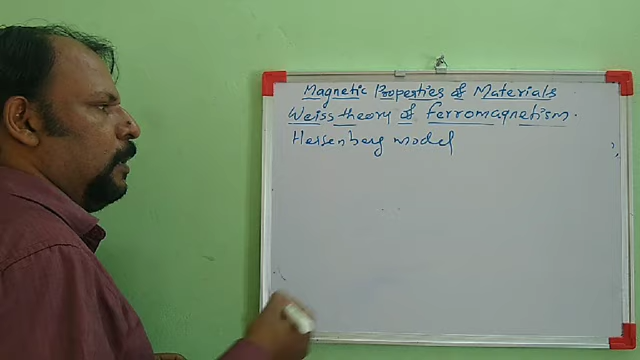 Magnetic Properties of Materials
Weiss theory of ferromagnetism.
Heisenberg model